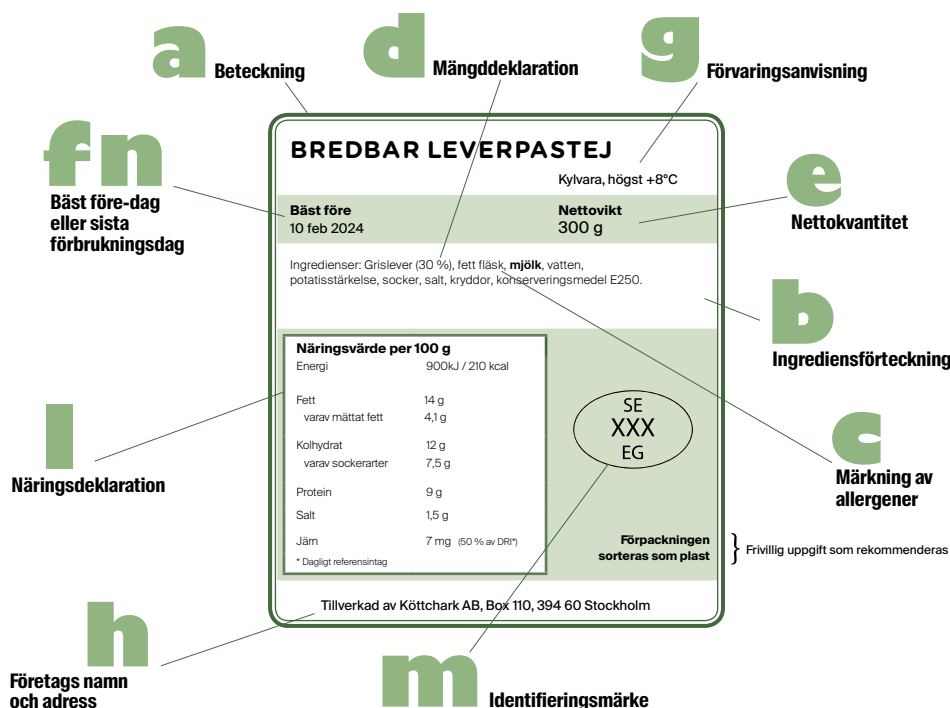 a Beteckning
d Mängddeklaration
g Förvaringsanvisning
fn
Bäst före-dag
eller sista
förbrukningsdag
BREDBAR LEVERPASTEJ
Kylvara, högst +8°C
Bäst före
10 feb 2024
Nettovikt
300 g
e
Nettokvantitet
Ingredienser: Grislever (30 %), fett fläsk, mjölk, vatten,
potatisstärkelse, socker, salt, kryddor, konserveringsmedel E250.
b
Ingrediensförteckning
Näringsvärde per 100 g
Energi 900kJ / 210 kcal
Fett 14 g
varav mättat fett 4,1 g
Kolhydrat 12 g
varav sockerarter 7,5 g
Protein 9 g
Salt 1,5 g
Järn 7 mg (50 % av DRI*)
* Dagligt referensintag
l
Näringsdeklaration
SE
XXX
EG
c
Märkning av
allergener
Förpackningen
sorteras som plast
} Frivillig uppgift som rekommenderas
Tillverkad av Köttchark AB, Box 110, 394 60 Stockholm
h
Företags namn
och adress
m Identifieringsmärke